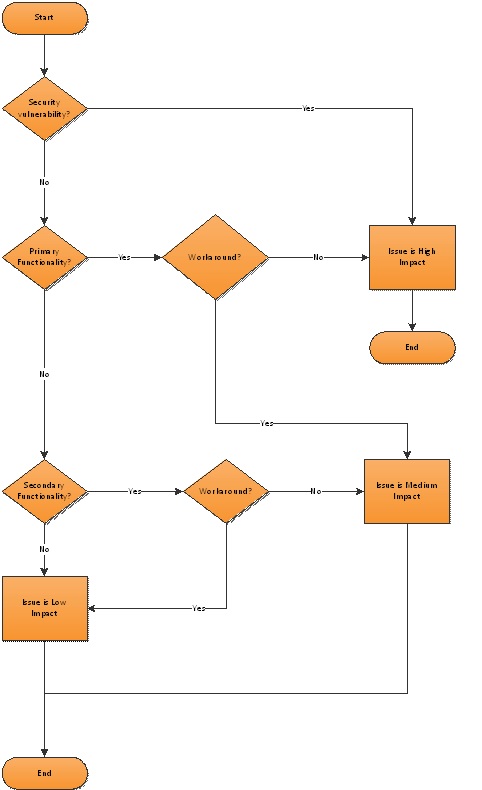 Start
Security
vulnerability?
Yes
No
Primary
Functionality?
Yes
Workaround?
No
Issue is High
Impact
End
No
Yes
Secondary
Functionality?
Yes
Workaround?
No
Issue is Medium
Impact
No
Issue is Low
Impact
Yes
End